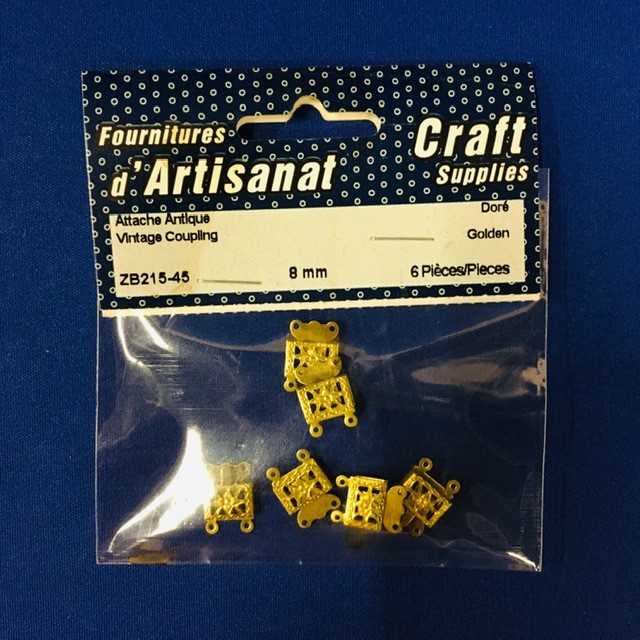 Fournitures
d'Artisanat
Craft
Supplies
Attache Antique
Vintage Coupling
Doré
Golden
ZB215-45
8 mm
6 Pièces/Pieces